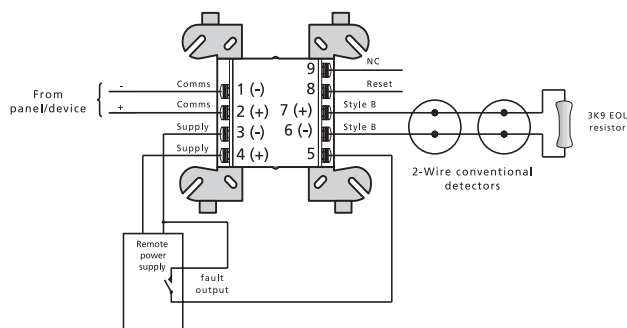 9
NC
From
panel/device
-
Comms
1 (-)
8
Reset
+
Comms
2 (+)
7 (+)
Style B
Supply
3 (-)
6 (-)
Style B
Supply
4 (+)
5
3K9 EOL
resistor
2-Wire conventional
detectors
Remote
power
supply
fault
output